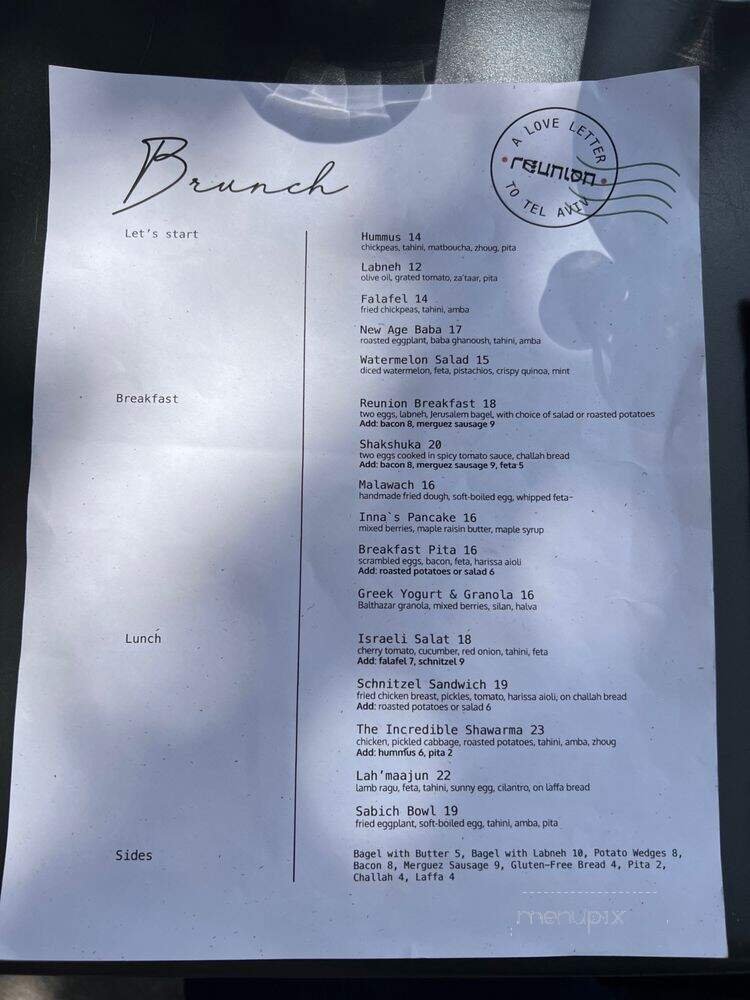 Brunch
A LOVE LETTER
reunion
TO TEL AVIV
Let's start
Hummus 14
chickpeas, tahini, matboucha, zhoug, pita
Labneh 12
olive oil, grated tomato, za'taar, pita
Falafel 14
fried chickpeas, tahini, amba
New Age Baba 17
roasted eggplant, baba ghanoosh, tahini, amba
Watermelon Salad 15
diced watermelon, feta, pistachios, crispy quinoa, mint
Breakfast
Reunion Breakfast 18
two eggs, labneh, Jerusalem bagel, with choice of salad or roasted potatoes
Add: bacon 8, merguez sausage 9
Shakshuka 20
two eggs cooked in spicy tomato sauce, challah bread
Add: bacon 8, merguez sausage 9, feta 5
Malawach 16
handmade fried dough, soft-boiled egg, whipped feta-
Inna`s Pancake 16
mixed berries, maple raisin butter, maple syrup
Breakfast Pita 16
scrambled eggs, bacon, feta, harissa aioli
Add: roasted potatoes or salad 6
Greek Yogurt & Granola 16
Balthazar granola, mixed berries, silan, halva
Lunch
Israeli Salat 18
cherry tomato, cucumber, red onion, tahini, feta
Add: falafel 7, schnitzel 9
Schnitzel Sandwich 19
fried chicken breast, pickles, tomato, harissa aioli, on challah bread
Add: roasted potatoes or salad 6
The Incredible Shawarma 23
chicken, pickled cabbage, roasted potatoes, tahini, amba, zhoug
Add: hummus 6, pita 2
Lah'maajun 22
lamb ragu, feta, tahini, sunny egg, cilantro, on laffa bread
Sabich Bowl 19
fried eggplant, soft-boiled egg, tahini, amba, pita
Sides
Bagel with Butter 5, Bagel with Labneh 10, Potato Wedges 8,
Bacon 8, Merguez Sausage 9, Gluten-Free Bread 4, Pita 2,
Challah 4, Laffa 4
menupix